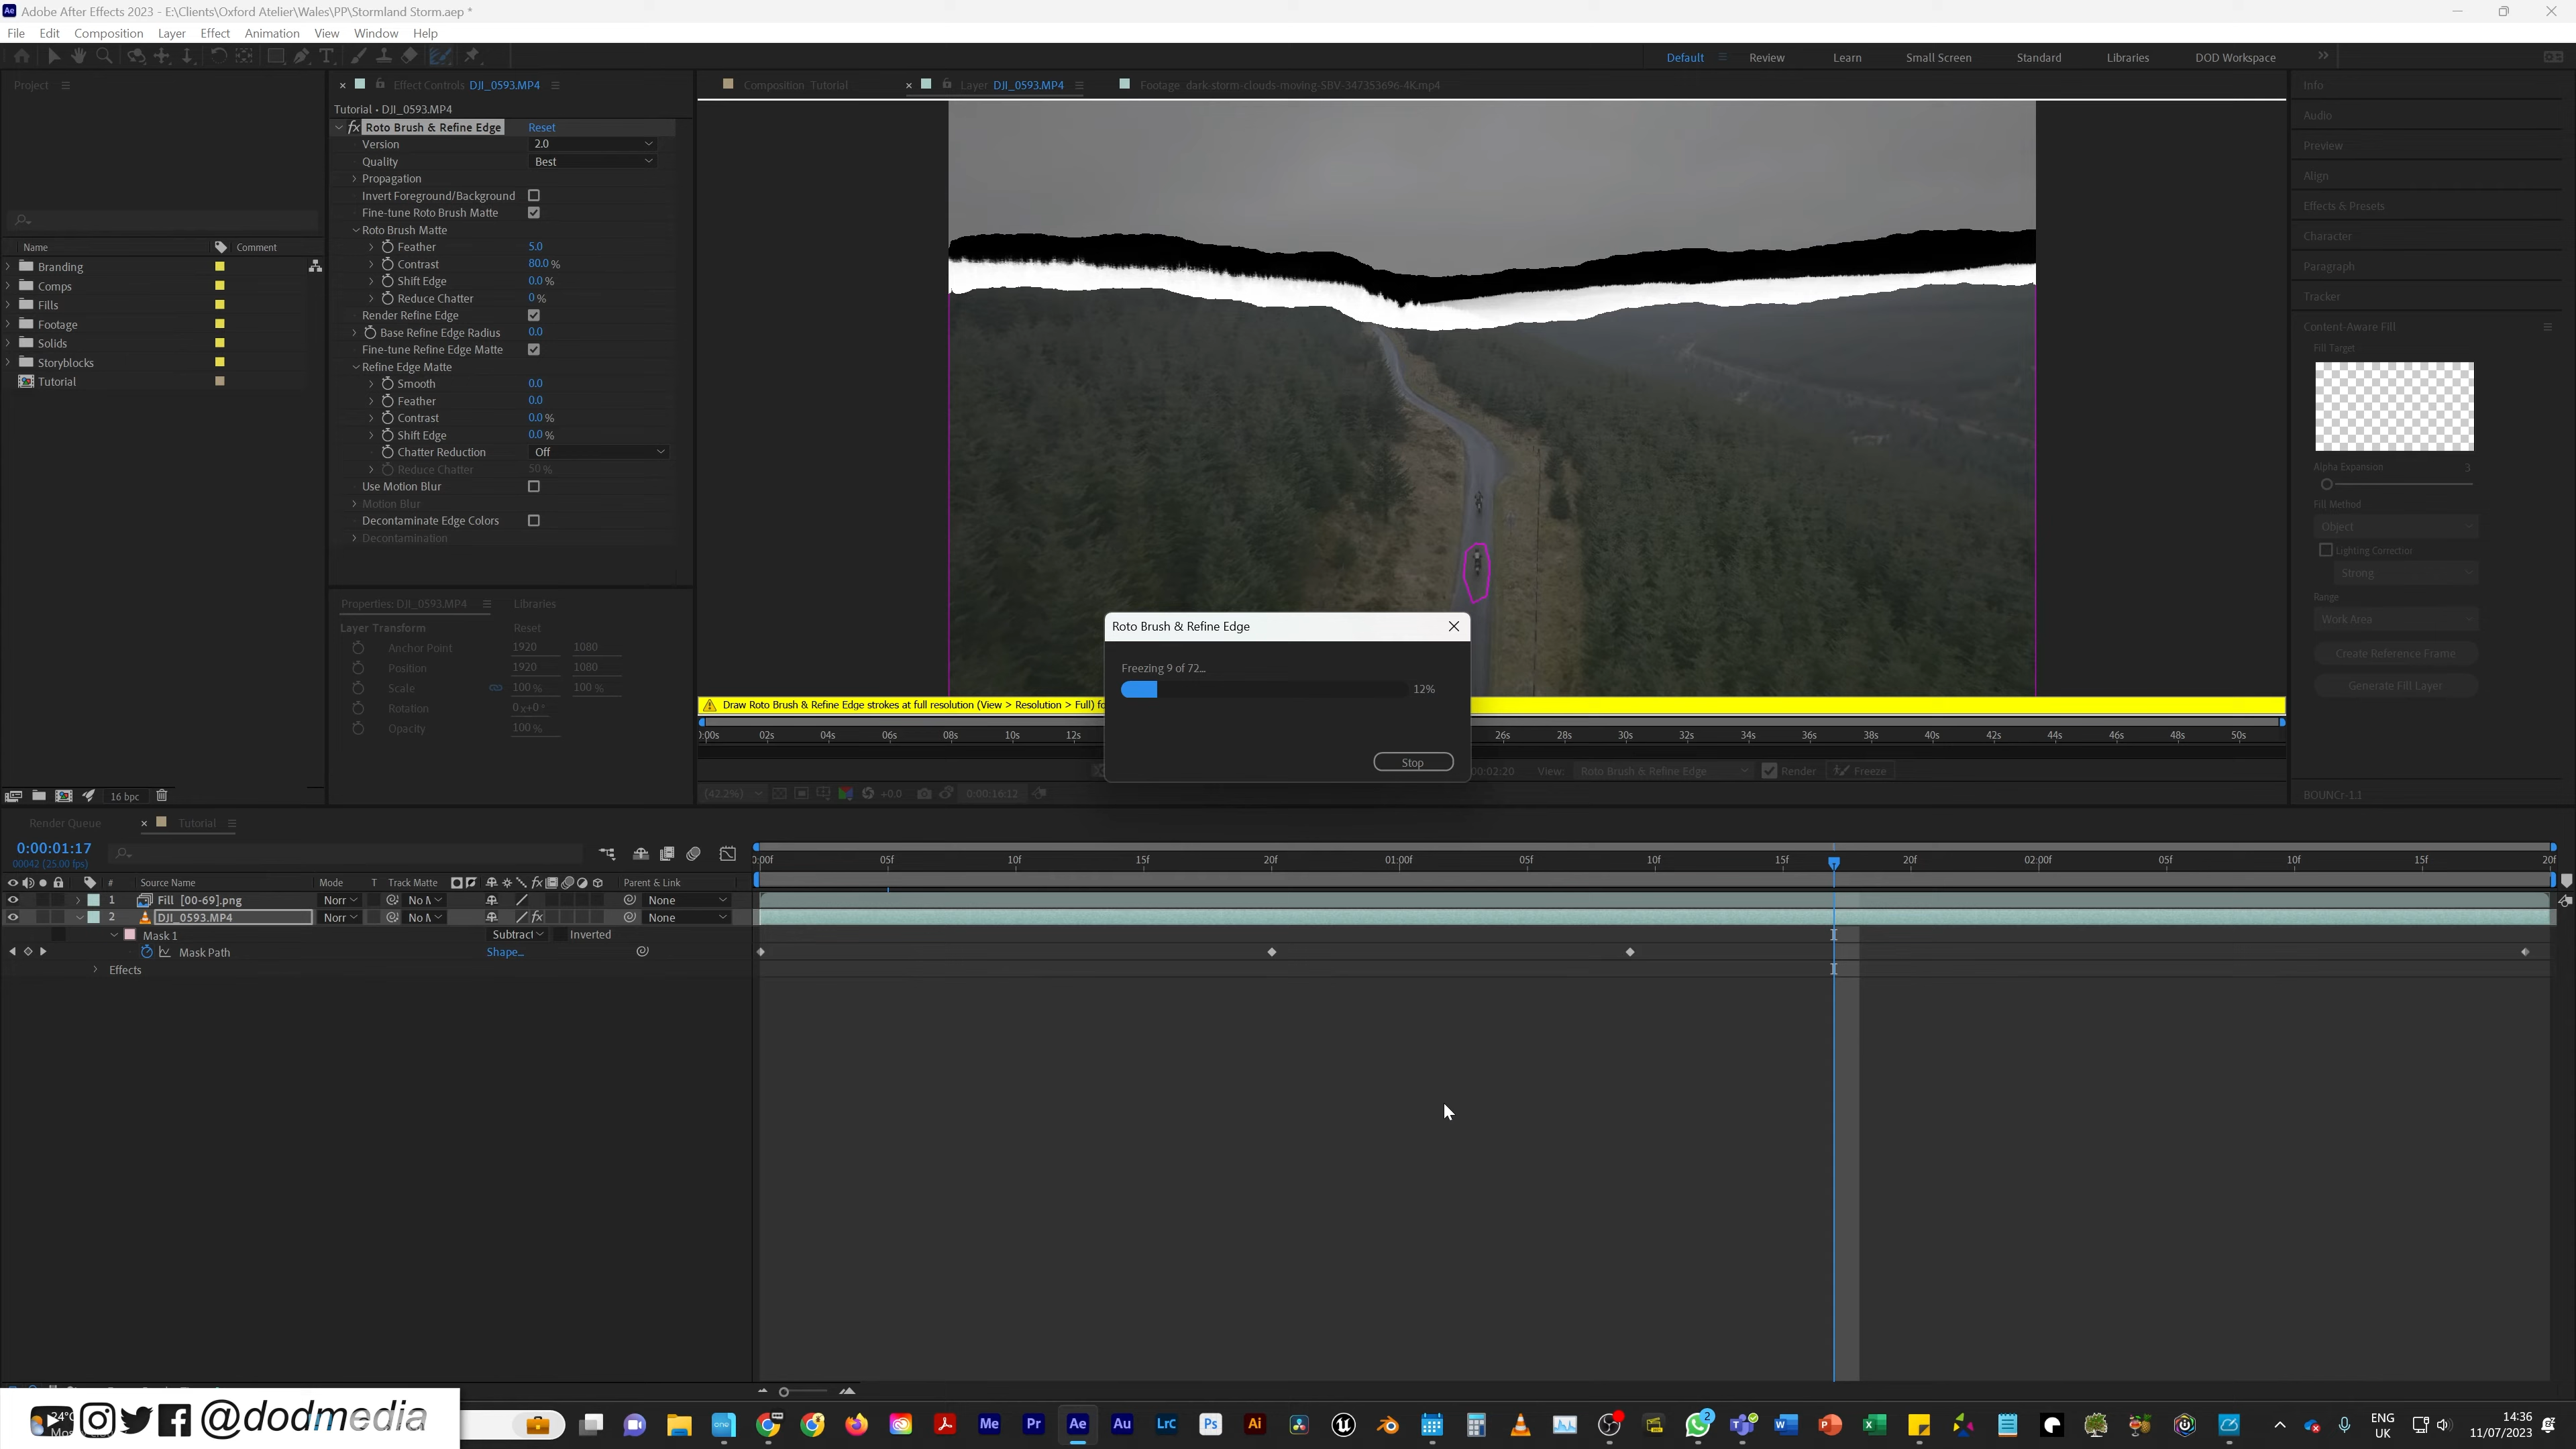 Adobe After Effects 2023 - E:\Clients\Oxford Atelier\Wales\PP\Stormland Storm.aep *
File Edit Composition Layer Effect Animation View Window Help
Default Review Learn Small Screen Standard Libraries DOD Workspace
Project
Name Comment
Branding
Comps
Fills
Footage
Solids
Storyblocks
Tutorial
16 bpc
Effect Controls DJI_0593.MP4
Tutorial • DJI_0593.MP4
fx Roto Brush & Refine Edge Reset
Version 2.0
Quality Best
Propagation
Invert Foreground/Background
Fine-tune Roto Brush Matte
Roto Brush Matte
Feather 5.0
Contrast 80.0 %
Shift Edge 0.0 %
Reduce Chatter 0 %
Render Refine Edge
Base Refine Edge Radius 0.0
Fine-tune Refine Edge Matte
Refine Edge Matte
Smooth 0.0
Feather 0.0
Contrast 0.0 %
Shift Edge 0.0 %
Chatter Reduction Off
Reduce Chatter 50 %
Use Motion Blur
Motion Blur
Decontaminate Edge Colors
Decontamination
Properties: DJI_0593.MP4 Libraries
Layer Transform Reset
Anchor Point 1920 1080
Position 1920 1080
Scale 100 % 100 %
Rotation 0x+0°
Opacity 100 %
Composition Tutorial Layer DJI_0593.MP4 Footage dark-storm-clouds-moving-SBV-347353696-4K.mp4
Roto Brush & Refine Edge
Freezing 9 of 72...
12%
Stop
Draw Roto Brush & Refine Edge strokes at full resolution (View > Resolution > Full) fo
:00s 02s 04s 06s 08s 10s 12s 26s 28s 30s 32s 34s 36s 38s 40s 42s 44s 46s 48s 50s
00:02:20 View: Roto Brush & Refine Edge Render Freeze
(42.2%) +0.0 0:00:16:12
Info
Audio
Preview
Align
Effects & Presets
Character
Paragraph
Tracker
Content-Aware Fill
Fill Target
Alpha Expansion 3
Fill Method
Object
Lighting Correction
Strong
Range
Work Area
Create Reference Frame
Generate Fill Layer
BOUNCr-1.1
Render Queue Tutorial
0:00:01:17
00042 (25.00 fps)
):00f 05f 10f 15f 20f 01:00f 05f 10f 15f 20f 02:00f 05f 10f 15f 20f
# Source Name Mode T Track Matte fx Parent & Link
1 Fill [00-69].png Norr No M None
2 DJI_0593.MP4 Norr No M fx None
Mask 1 Subtract Inverted
Mask Path Shape...
Effects
@dodmedia
24°C
Me Pr Ae Au LrC Ps Ai
2
ENG
UK
14:36
11/07/2023